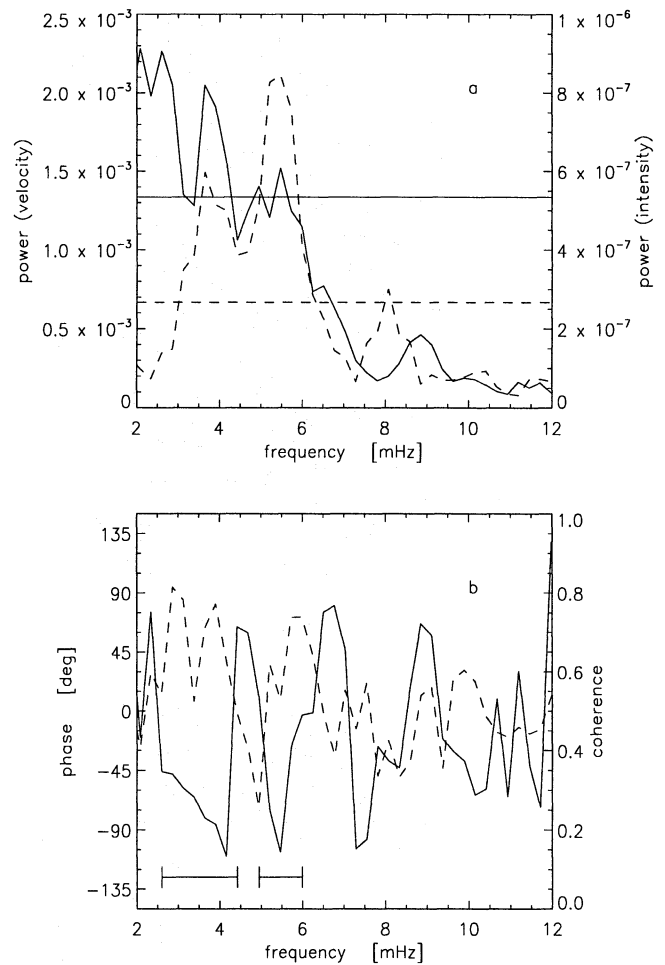 a
2.5 x 10⁻³
2.0 x 10⁻³
1.5 x 10⁻³
1.0 x 10⁻³
0.5 x 10⁻³
0
power (velocity)
1 x 10⁻⁶
8 x 10⁻⁷
6 x 10⁻⁷
4 x 10⁻⁷
2 x 10⁻⁷
0
power (intensity)
2 4 6 8 10 12
frequency [mHz]
b
135
90
45
0
−45
−90
−135
phase [deg]
1.0
0.8
0.6
0.4
0.2
0.0
coherence
2 4 6 8 10 12
frequency [mHz]